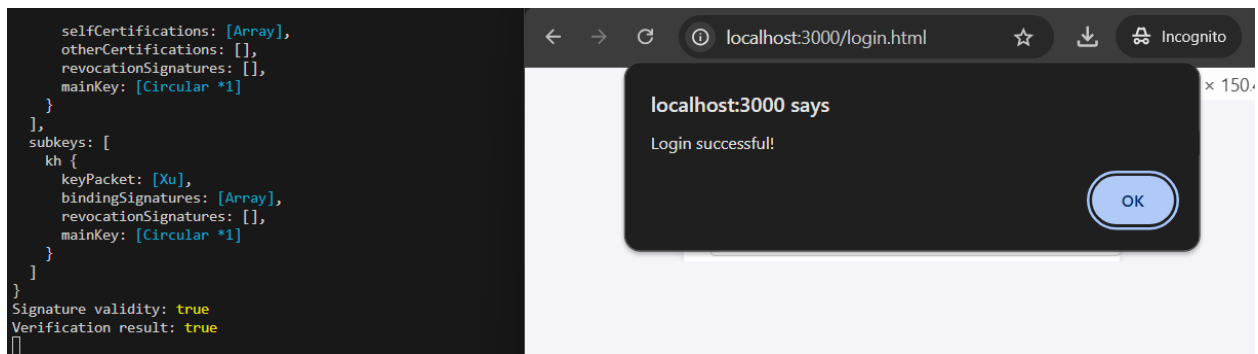 selfCertifications: [Array],
otherCertifications: [],
revocationSignatures: [],
mainKey: [Circular *1]
}
],
subkeys: [
kh {
keyPacket: [Xu],
bindingSignatures: [Array],
revocationSignatures: [],
mainKey: [Circular *1]
}
]
}
Signature validity: true
Verification result: true
localhost:3000/login.html
Incognito
× 150.4
localhost:3000 says
Login successful!
OK